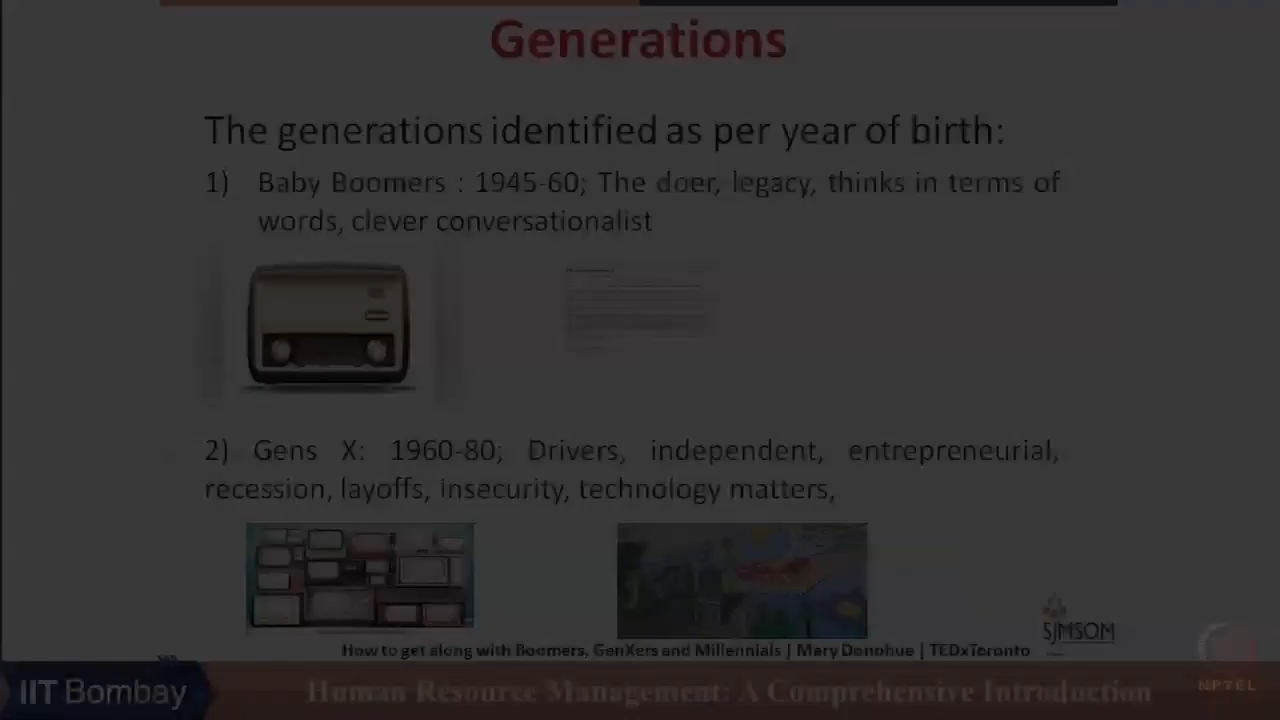 Generations
The generations identified as per year of birth:
1) Baby Boomers : 1945-60; The doer, legacy, thinks in terms of
words, clever conversationalist
2) Gens X: 1960-80; Drivers, independent, entrepreneurial,
recession, layoffs, insecurity, technology matters,
SJMSOM
How to get along with Boomers, GenXers and Millennials | Mary Donohue | TEDxToronto
IIT Bombay
Human Resource Management: A Comprehensive Introduction
NPTEL